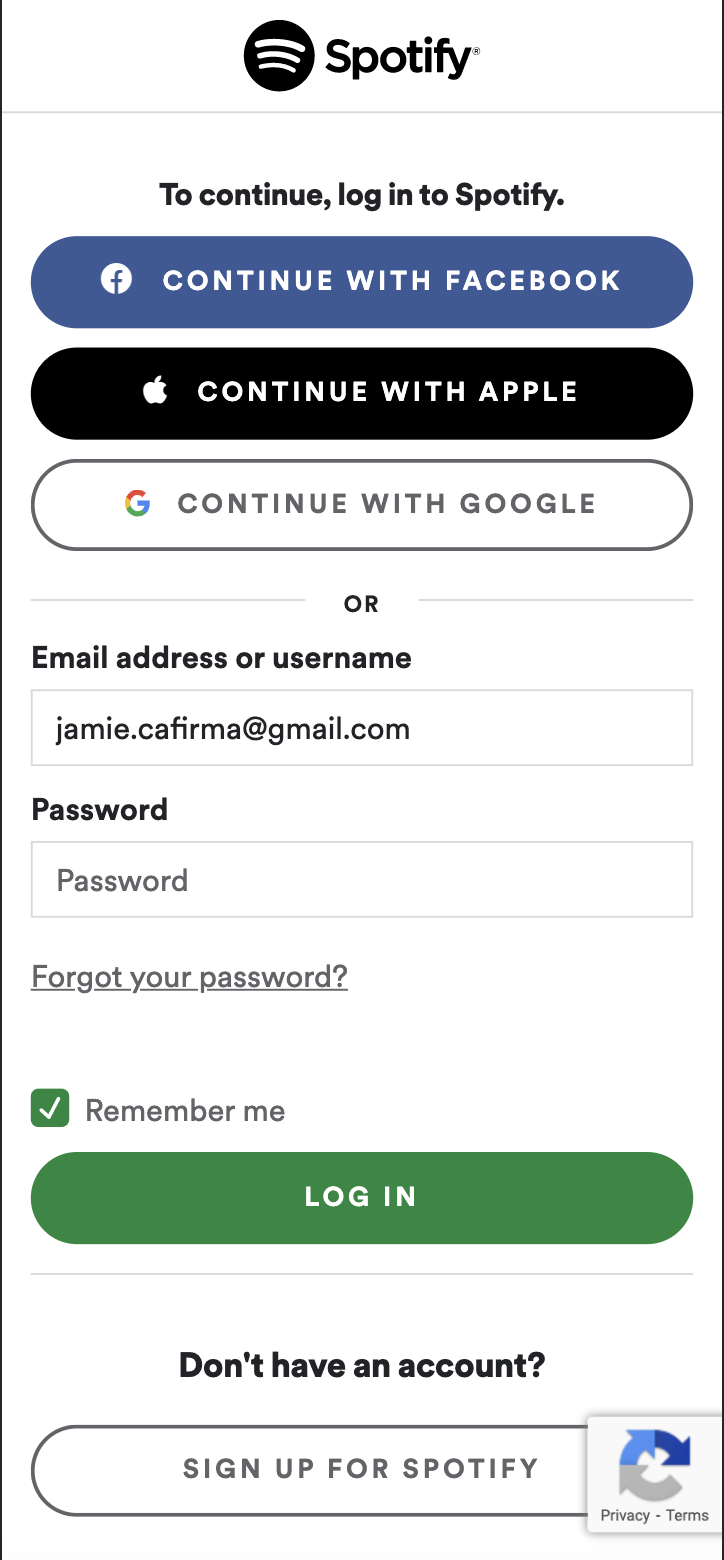 Spotify®
To continue, log in to Spotify.
CONTINUE WITH FACEBOOK
CONTINUE WITH APPLE
CONTINUE WITH GOOGLE
OR
Email address or username
jamie.cafirma@gmail.com
Password
Password
Forgot your password?
Remember me
LOG IN
Don't have an account?
SIGN UP FOR SPOTIFY
Privacy - Terms